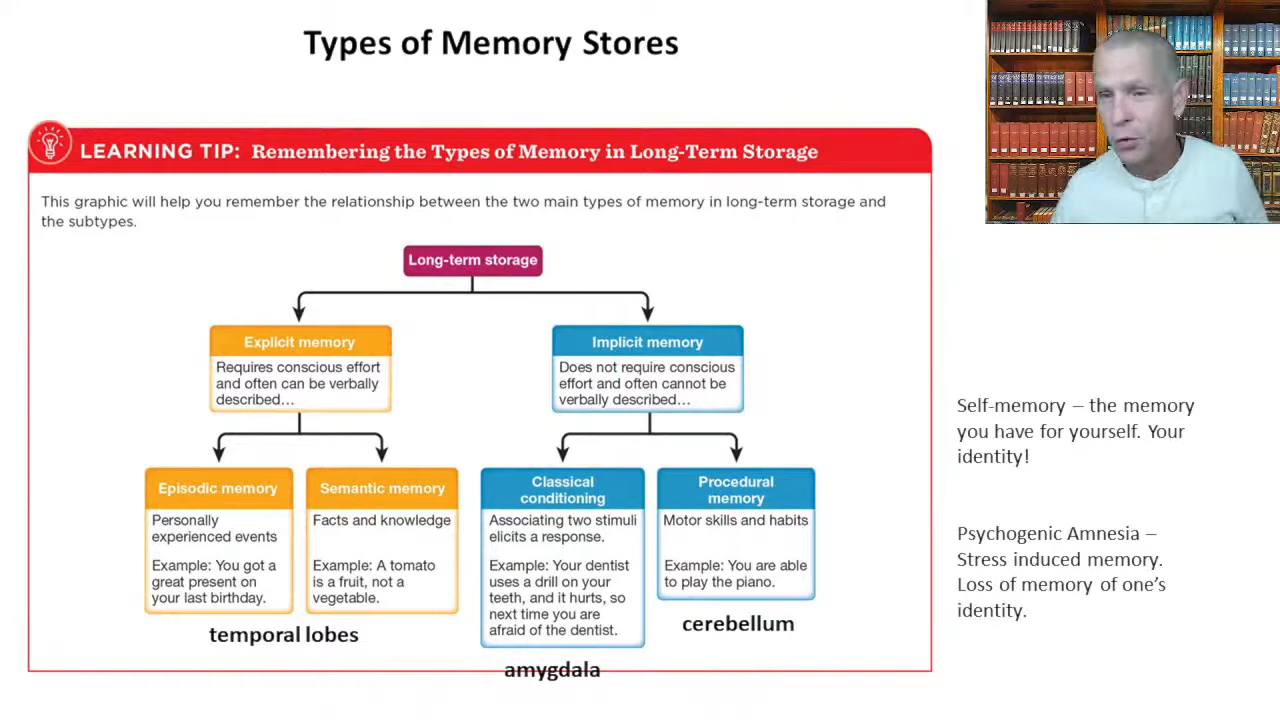 Types of Memory Stores
LEARNING TIP: Remembering the Types of Memory in Long-Term Storage
This graphic will help you remember the relationship between the two main types of memory in long-term storage and
the subtypes.
Long-term storage
Explicit memory
Requires conscious effort
and often can be verbally
described…
Implicit memory
Does not require conscious
effort and often cannot be
verbally described…
Episodic memory
Personally
experienced events
Example: You got a
great present on
your last birthday.
Semantic memory
Facts and knowledge
Example: A tomato
is a fruit, not a
vegetable.
temporal lobes
Classical
conditioning
Associating two stimuli
elicits a response.
Example: Your dentist
uses a drill on your
teeth, and it hurts, so
next time you are
afraid of the dentist.
amygdala
Procedural
memory
Motor skills and habits
Example: You are able
to play the piano.
cerebellum
Self-memory – the memory
you have for yourself. Your
identity!
Psychogenic Amnesia –
Stress induced memory.
Loss of memory of one's
identity.